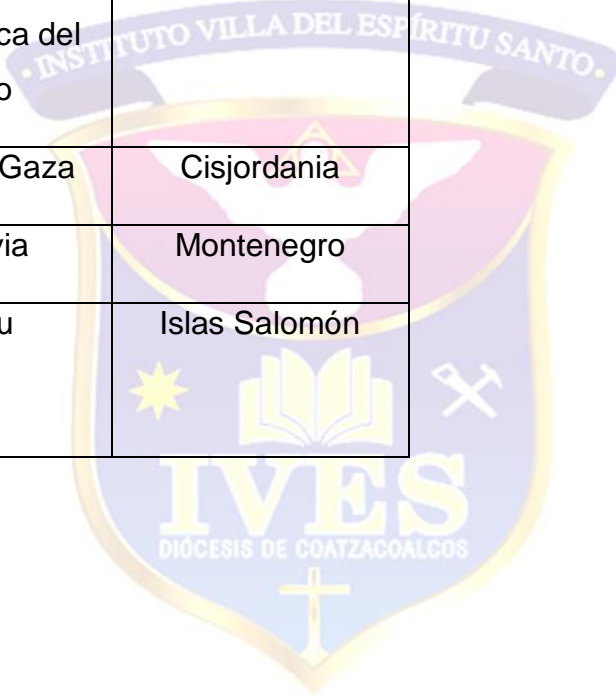 INSTITUTO VILLA DEL ESPÍRITU SANTO
ca del
o
Gaza Cisjordania
via Montenegro
u Islas Salomón
IVES
DIÓCESIS DE COATZACOALCOS